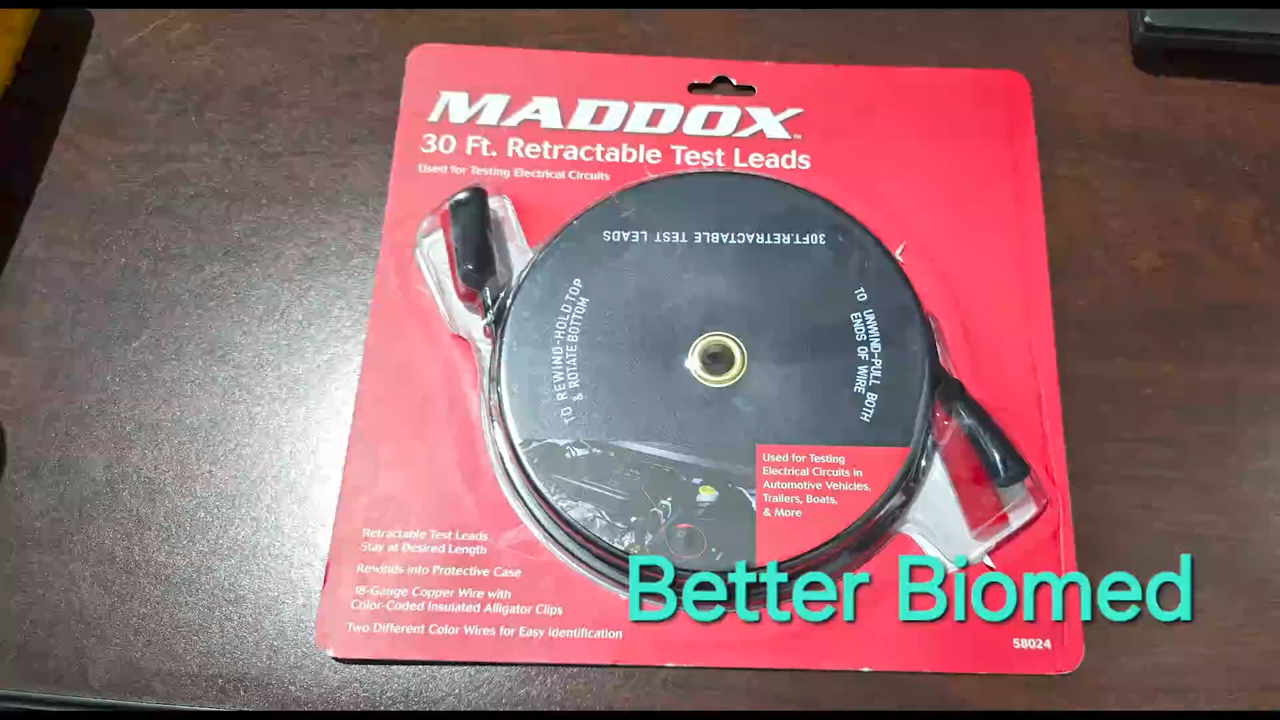 MADDOX™
30 Ft. Retractable Test Leads
Used for Testing Electrical Circuits
30FT.RETRACTABLE TEST LEADS
TO REWIND-HOLD TOP
& ROTATE BOTTOM
TO UNWIND-PULL BOTH
ENDS OF WIRE
Used for Testing
Electrical Circuits in
Automotive Vehicles,
Trailers, Boats,
& More
Retractable Test Leads
Stay at Desired Length
Rewinds into Protective Case
18-Gauge Copper Wire with
Color-Coded Insulated Alligator Clips
Two Different Color Wires for Easy Identification
Better Biomed
58024